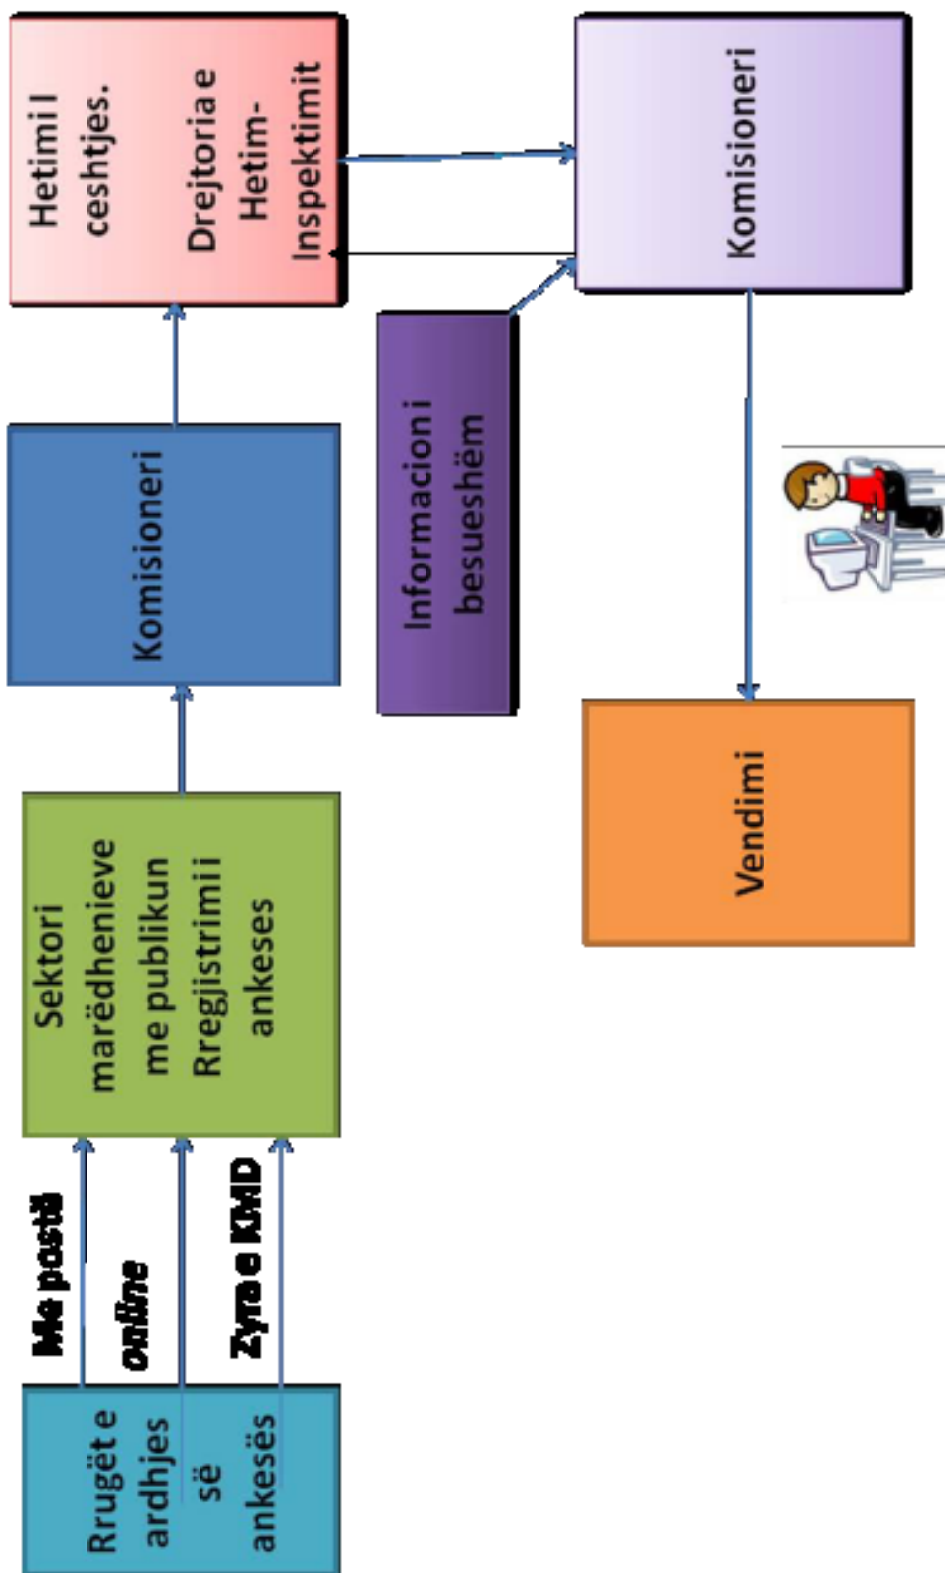 Rrugët e
ardhjes
së
ankesës
Me postë
online
Zyra e KMD
Sektori
marëdhenieve
me publikun
Rregjistrimi i
ankeses
Komisioneri
Hetimi I
ceshtjes.
Drejtoria e
Hetim-
Inspektimit
Informacion i
besueshëm
Komisioneri
Vendimi